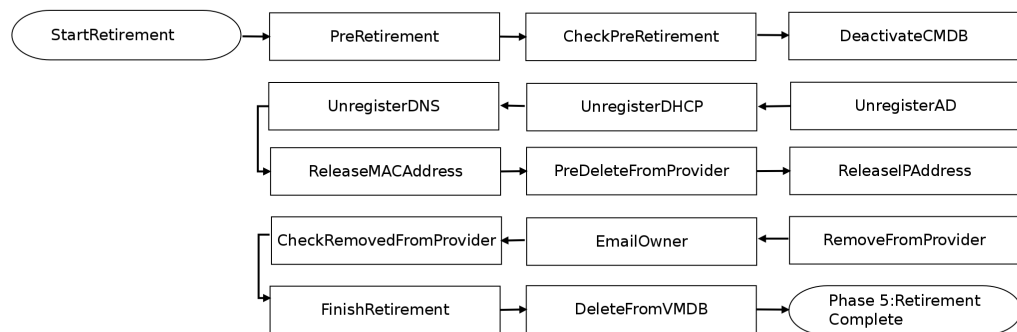 StartRetirement
PreRetirement
CheckPreRetirement
DeactivateCMDB
UnregisterDNS
UnregisterDHCP
UnregisterAD
ReleaseMACAddress
PreDeleteFromProvider
ReleaseIPAddress
CheckRemovedFromProvider
EmailOwner
RemoveFromProvider
FinishRetirement
DeleteFromVMDB
Phase 5:Retirement
Complete